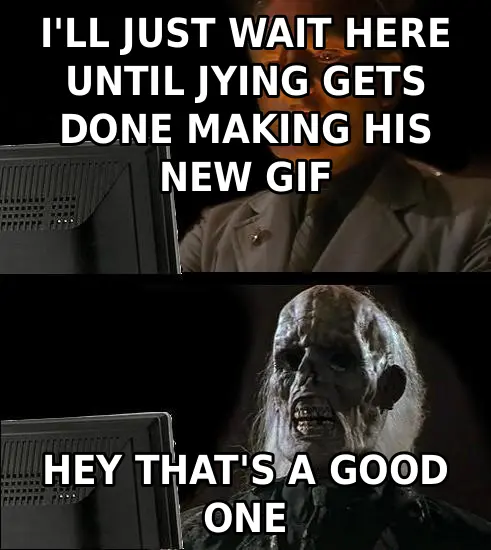 I'LL JUST WAIT HERE
UNTIL JYING GETS
DONE MAKING HIS
NEW GIF
HEY THAT'S A GOOD
ONE